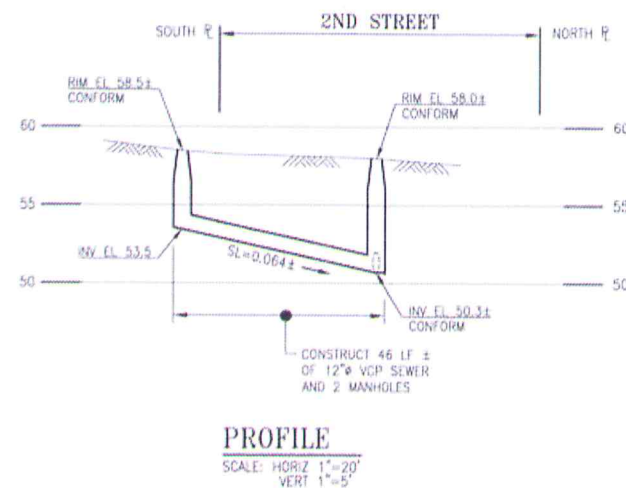 2ND STREET
SOUTH ⅊
NORTH ⅊
RIM EL 58.5±
CONFORM
RIM EL 58.0±
CONFORM
60
60
55
55
INV EL 53.5
SL=0.064±
50
50
INV EL 50.3±
CONFORM
CONSTRUCT 46 LF ±
OF 12"ø VCP SEWER
AND 2 MANHOLES
PROFILE
SCALE: HORIZ 1"=20'
VERT 1"=5'